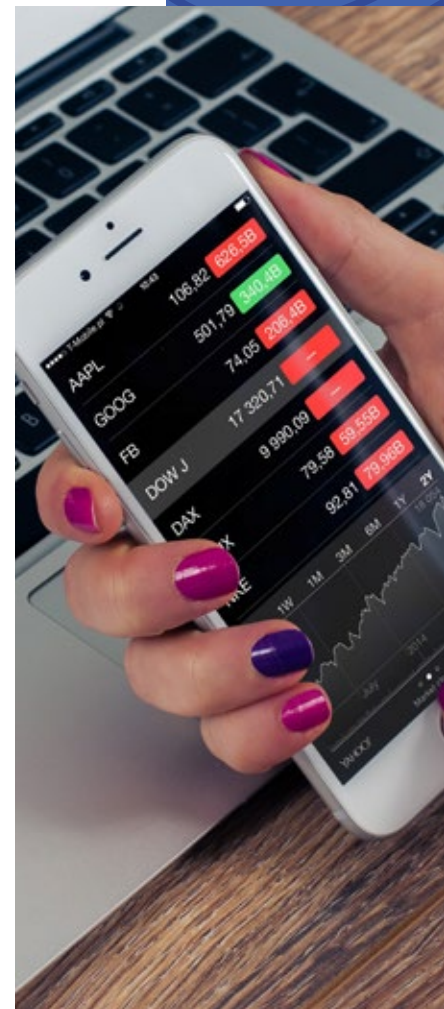 T-Mobile.pl 10:43
AAPL 106,82 626,5B
GOOG 501,79 340,4B
FB 74,05 206,4B
DOW J 17 320,71 —
DAX 9 990,09 —
79,58 59,55B
NKE 92,81 79,96B
1W 1M 3M 6M 1Y 2Y
July 2014
YAHOO!